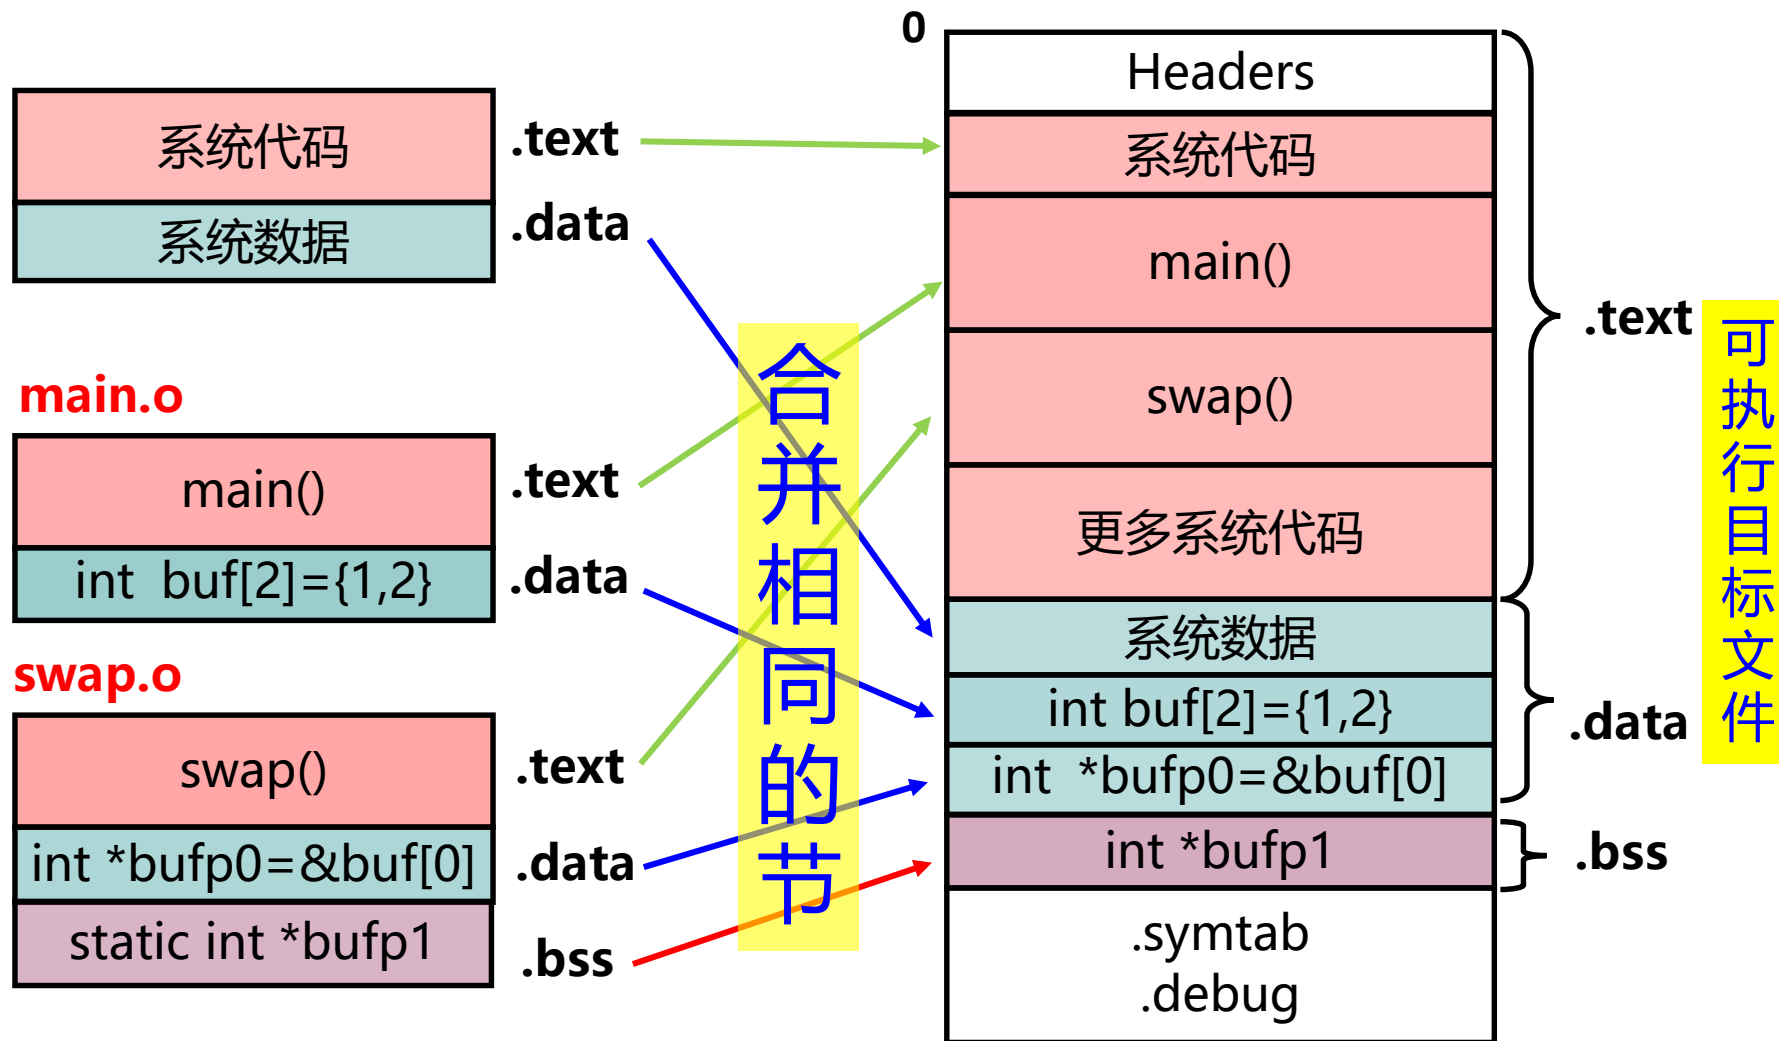 系统代码
.text
系统数据
.data
main.o
main()
.text
int  buf[2]={1,2}
.data
swap.o
swap()
.text
int *bufp0=&buf[0]
.data
static int *bufp1
.bss
合并相同的节
0
Headers
系统代码
main()
swap()
更多系统代码
系统数据
int buf[2]={1,2}
int  *bufp0=&buf[0]
int *bufp1
.symtab
.debug
.text
.data
.bss
可执行目标文件